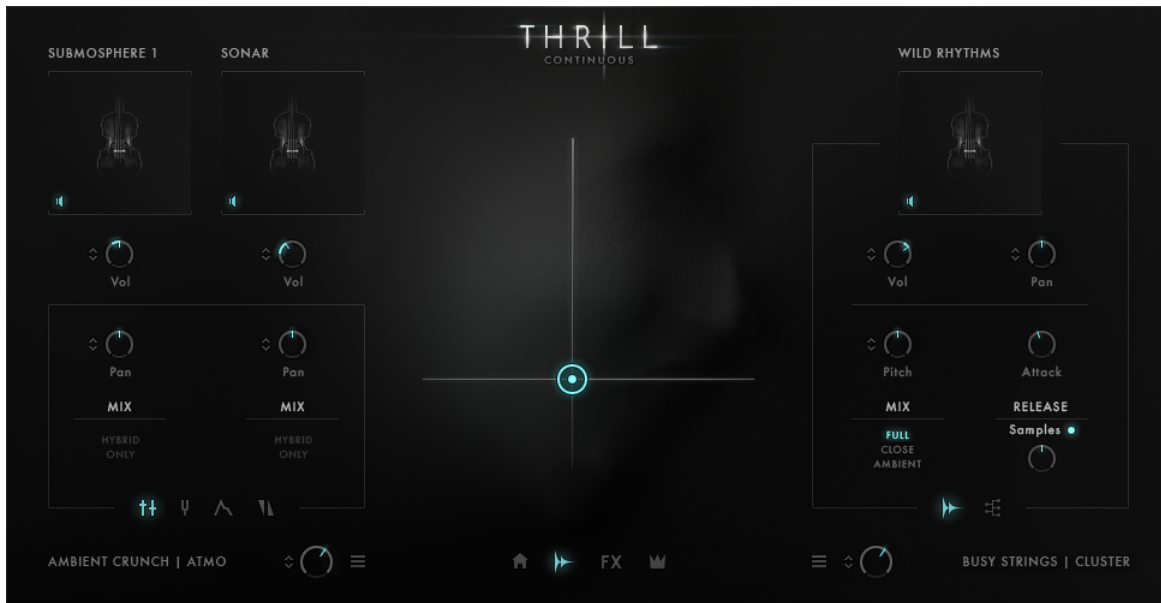 THRILL
CONTINUOUS
SUBMOSPHERE 1
SONAR
WILD RHYTHMS
Vol
Vol
Vol
Pan
Pan
Pan
Pitch
Attack
MIX
MIX
MIX
RELEASE
HYBRID
ONLY
HYBRID
ONLY
FULL
CLOSE
AMBIENT
Samples
AMBIENT CRUNCH | ATMO
FX
BUSY STRINGS | CLUSTER